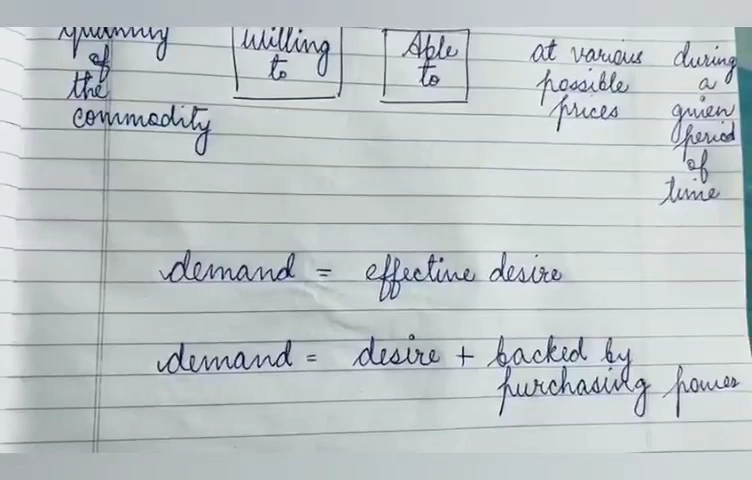 quantity
of
the
commodity
Willing
to
Able
to
at various
possible
prices
during
a
given
period
of
time
demand = effective desire
demand = desire + backed by
purchasing power